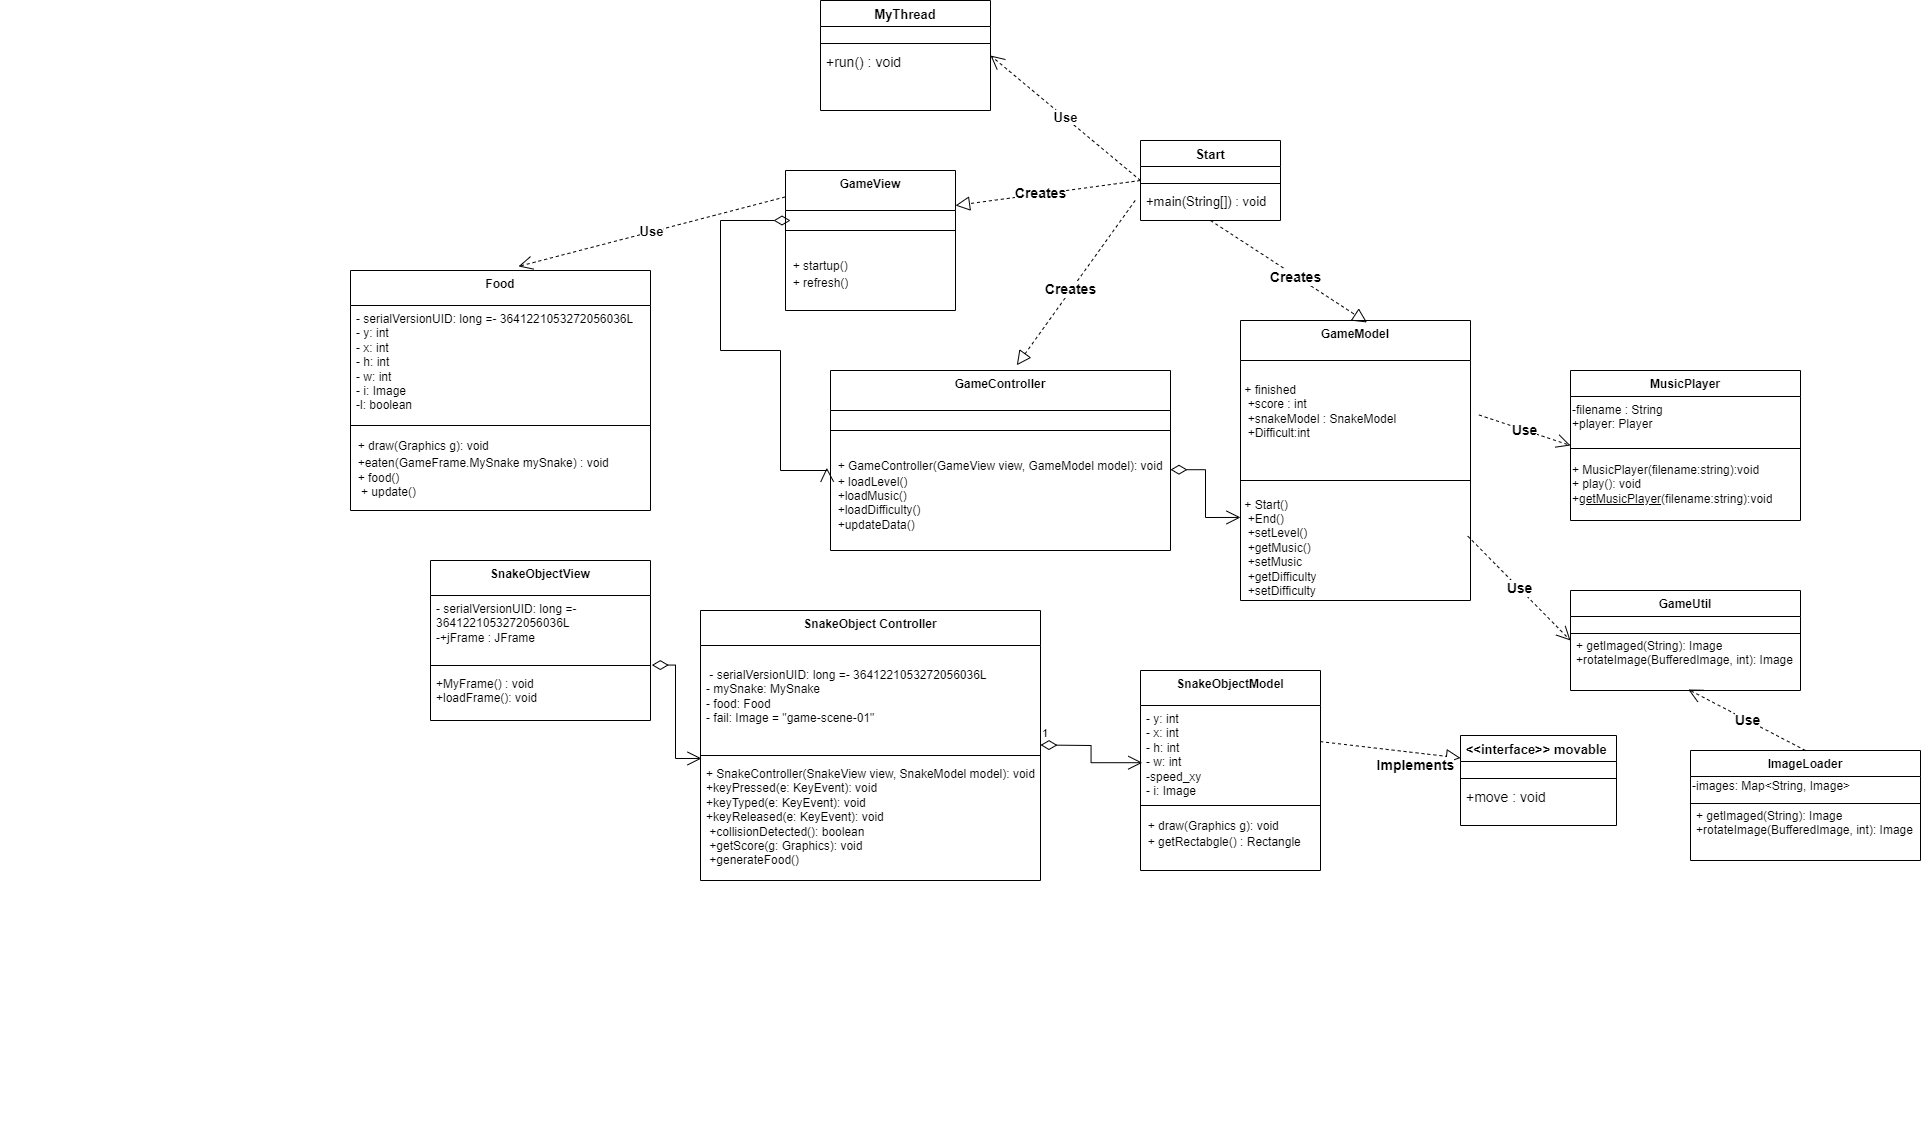 MyThread
+run() : void
Use
Start
+main(String[]) : void
GameView
+ startup()
+ refresh()
Creates
Use
Creates
Creates
Food
- serialVersionUID: long =- 3641221053272056036L
- y: int
- x: int
- h: int
- w: int
- i: Image
-l: boolean
+ draw(Graphics g): void
+eaten(GameFrame.MySnake mySnake) : void
+ food()
+ update()
GameController
+ GameController(GameView view, GameModel model): void
+ loadLevel()
+loadMusic()
+loadDifficulty()
+updateData()
GameModel
+ finished
+score : int
+snakeModel : SnakeModel
+Difficult:int
+ Start()
+End()
+setLevel()
+getMusic()
+setMusic
+getDifficulty
+setDifficulty
Use
MusicPlayer
-filename : String
+player: Player
+ MusicPlayer(filename:string):void
+ play(): void
+getMusicPlayer(filename:string):void
Use
GameUtil
+ getImaged(String): Image
+rotateImage(BufferedImage, int): Image
Use
ImageLoader
-images: Map<String, Image>
+ getImaged(String): Image
+rotateImage(BufferedImage, int): Image
SnakeObjectView
- serialVersionUID: long =-
3641221053272056036L
-+jFrame : JFrame
+MyFrame() : void
+loadFrame(): void
SnakeObject Controller
- serialVersionUID: long =- 3641221053272056036L
- mySnake: MySnake
- food: Food
- fail: Image = "game-scene-01"
+ SnakeController(SnakeView view, SnakeModel model): void
+keyPressed(e: KeyEvent): void
+keyTyped(e: KeyEvent): void
+keyReleased(e: KeyEvent): void
+collisionDetected(): boolean
+getScore(g: Graphics): void
+generateFood()
1
SnakeObjectModel
- y: int
- x: int
- h: int
- w: int
-speed_xy
- i: Image
+ draw(Graphics g): void
+ getRectabgle() : Rectangle
Implements
<<interface>> movable
+move : void